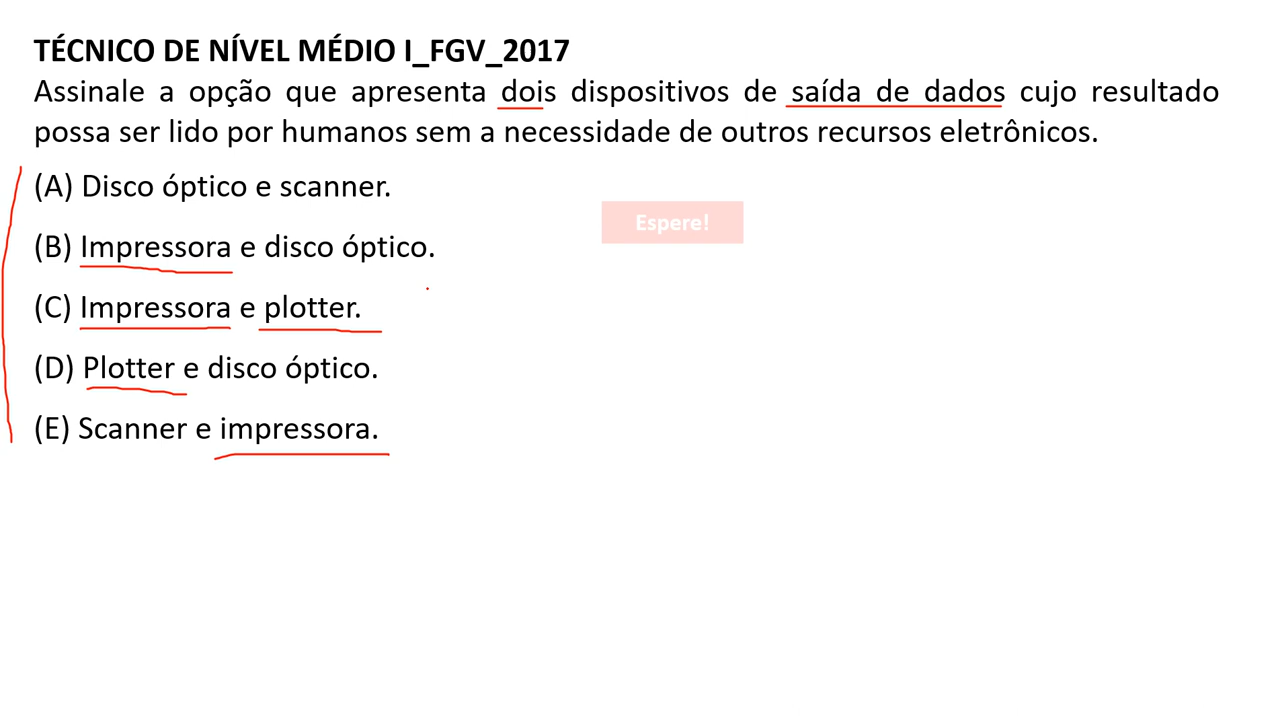 TÉCNICO DE NÍVEL MÉDIO I_FGV_2017
Assinale a opção que apresenta dois dispositivos de saída de dados cujo resultado
possa ser lido por humanos sem a necessidade de outros recursos eletrônicos.
(A) Disco óptico e scanner.
Espere!
(B) Impressora e disco óptico.
(C) Impressora e plotter.
(D) Plotter e disco óptico.
(E) Scanner e impressora.